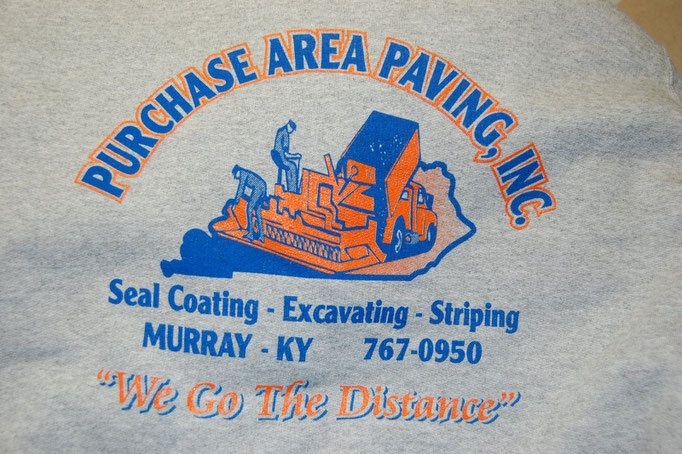 PURCHASE AREA PAVING, INC.
Seal Coating - Excavating - Striping
MURRAY - KY 767-0950
"We Go The Distance"